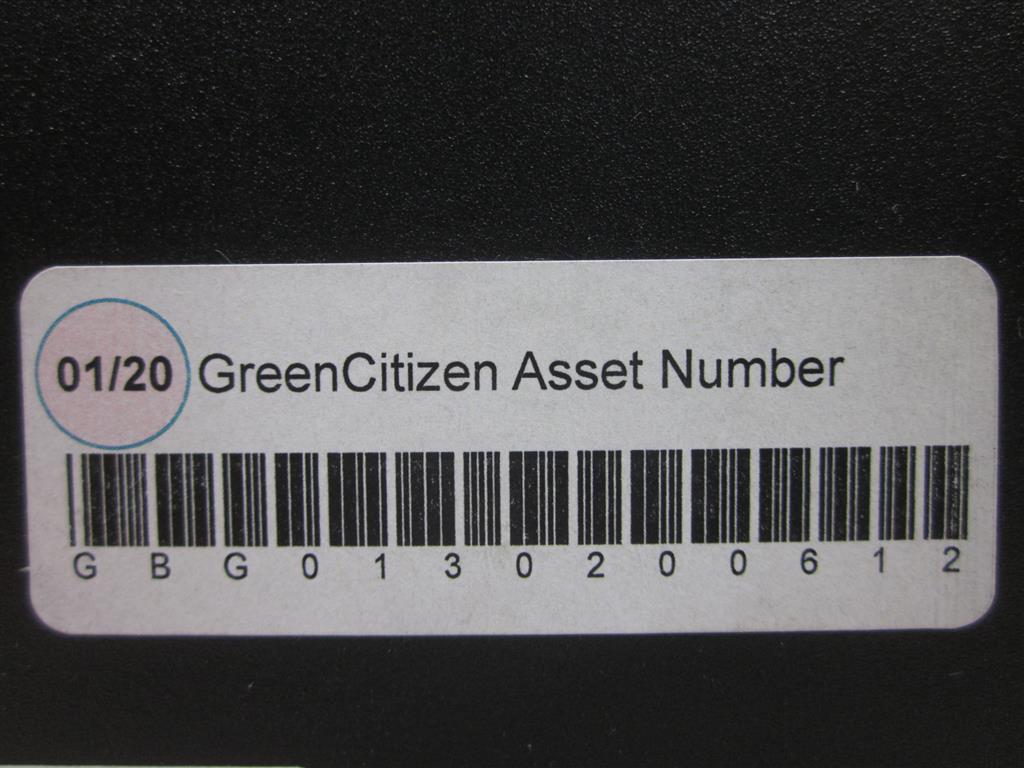 01/20 GreenCitizen Asset Number
G B G 0 1 3 0 2 0 0 6 1 2